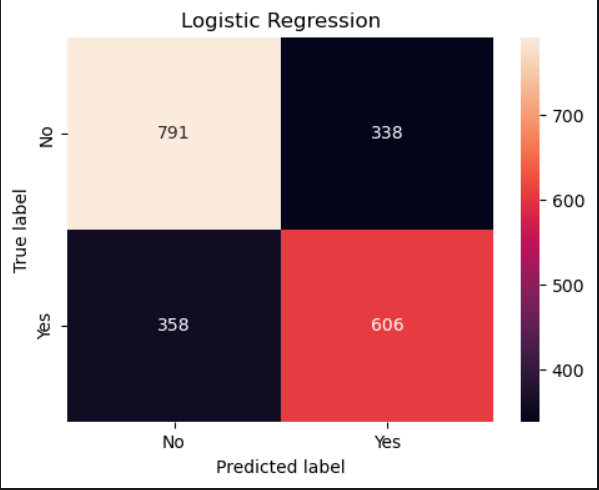 Logistic Regression
No
791
338
Yes
358
606
True label
No
Yes
Predicted label
700
600
500
400